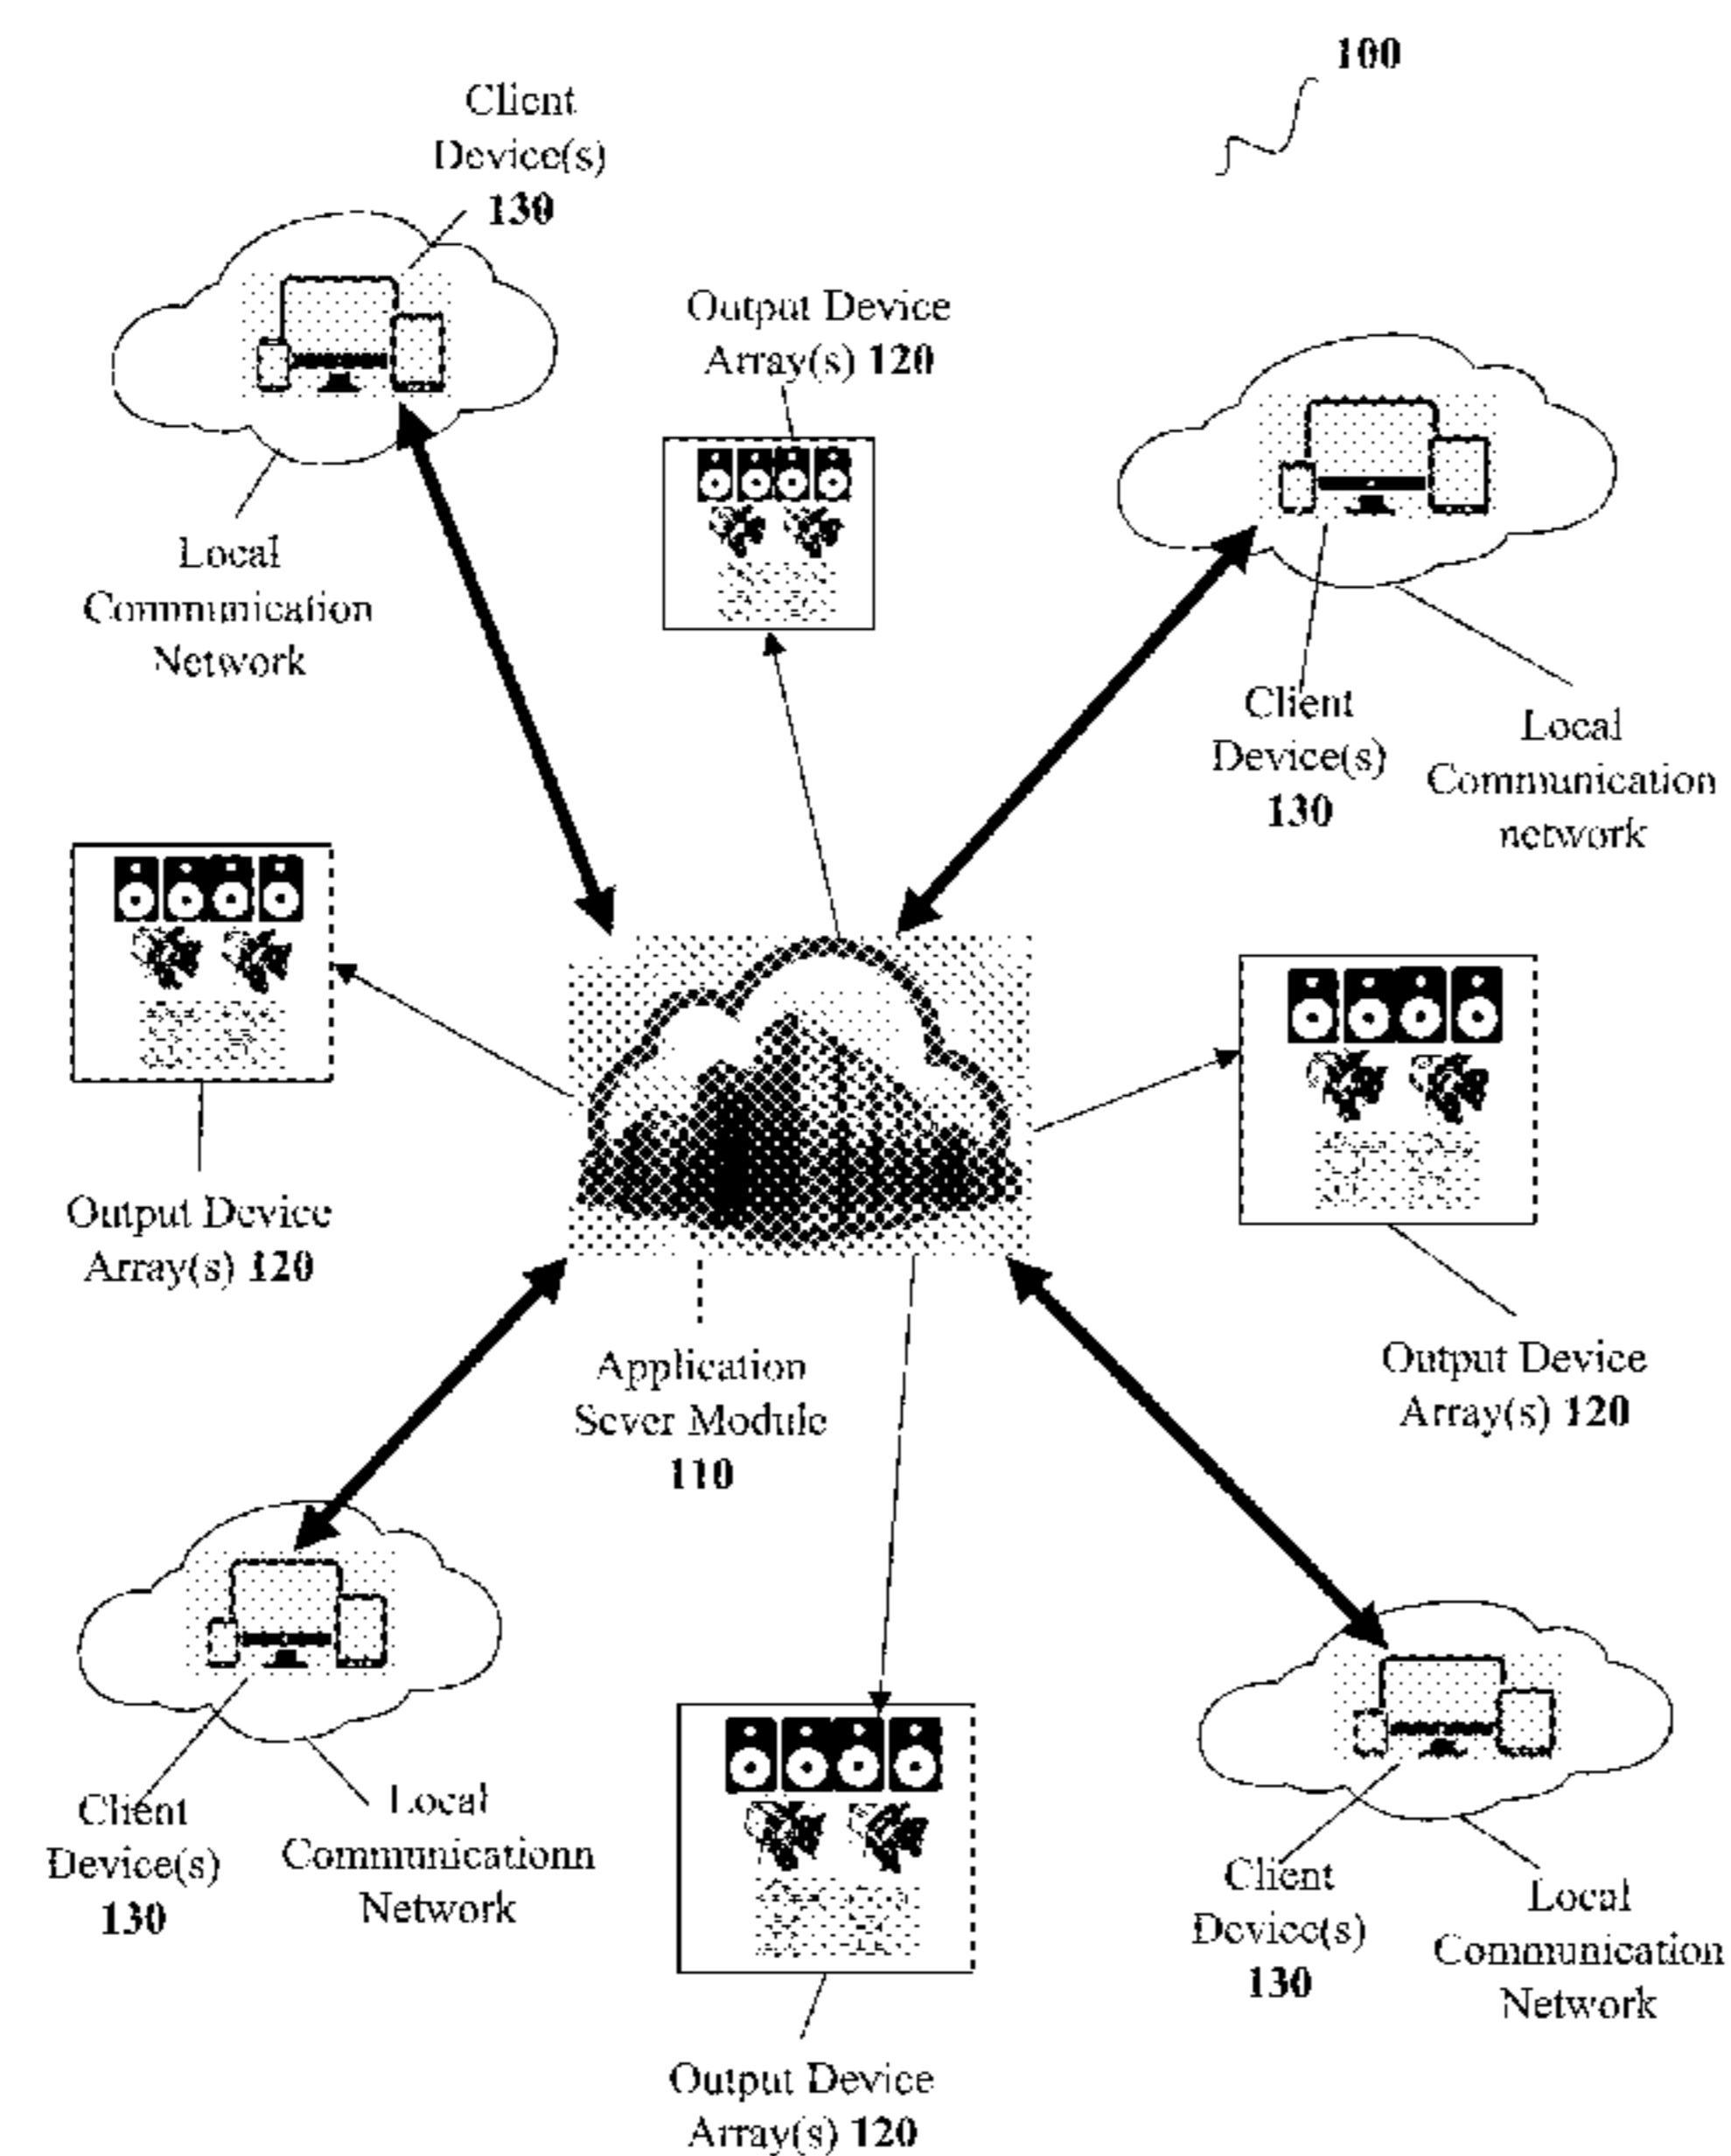 100
Client
Device(s)
130
Output Device
Array(s) 120
Local
Communication
Network
Client
Device(s)
130
Local
Communication
network
Output Device
Array(s) 120
Application
Sever Module
110
Output Device
Array(s) 120
Client
Device(s)
130
Local
Communicationn
Network
Client
Device(s)
130
Local
Communication
Network
Output Device
Array(s) 120